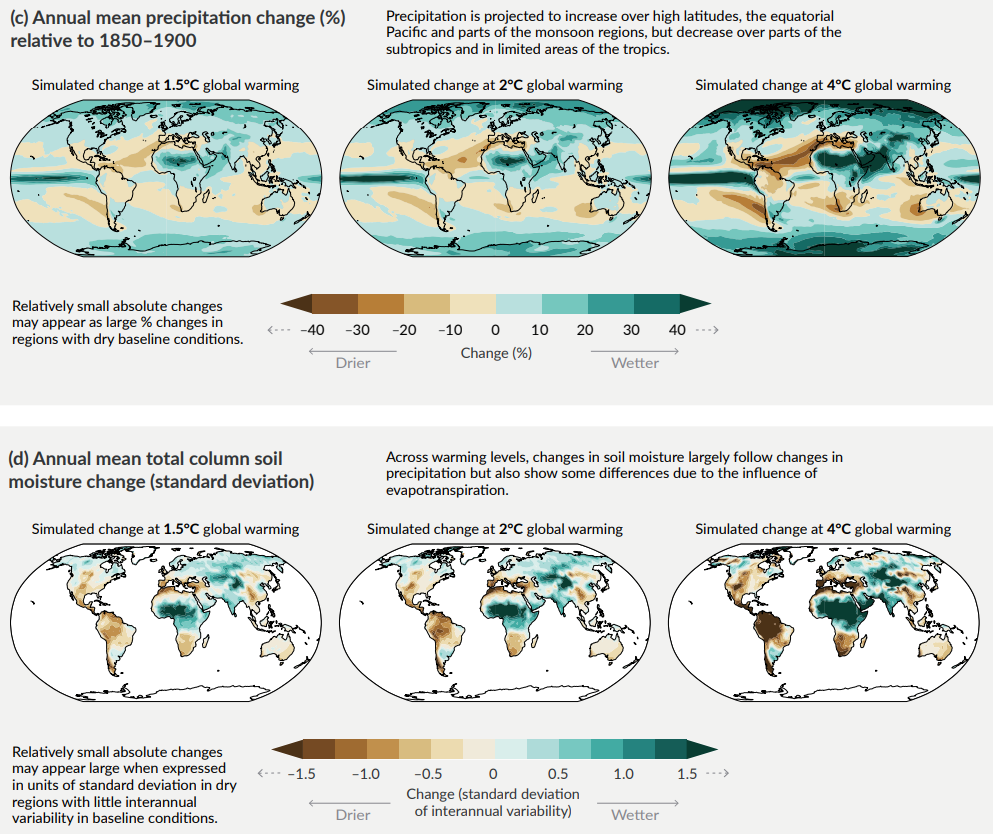 (c) Annual mean precipitation change (%)
relative to 1850–1900
Precipitation is projected to increase over high latitudes, the equatorial
Pacific and parts of the monsoon regions, but decrease over parts of the
subtropics and in limited areas of the tropics.
Simulated change at 1.5°C global warming
Simulated change at 2°C global warming
Simulated change at 4°C global warming
Relatively small absolute changes
may appear as large % changes in
regions with dry baseline conditions.
–40 –30 –20 –10 0 10 20 30 40
Change (%)
Drier
Wetter
(d) Annual mean total column soil
moisture change (standard deviation)
Across warming levels, changes in soil moisture largely follow changes in
precipitation but also show some differences due to the influence of
evapotranspiration.
Simulated change at 1.5°C global warming
Simulated change at 2°C global warming
Simulated change at 4°C global warming
Relatively small absolute changes
may appear large when expressed
in units of standard deviation in dry
regions with little interannual
variability in baseline conditions.
–1.5 –1.0 –0.5 0 0.5 1.0 1.5
Change (standard deviation
of interannual variability)
Drier
Wetter